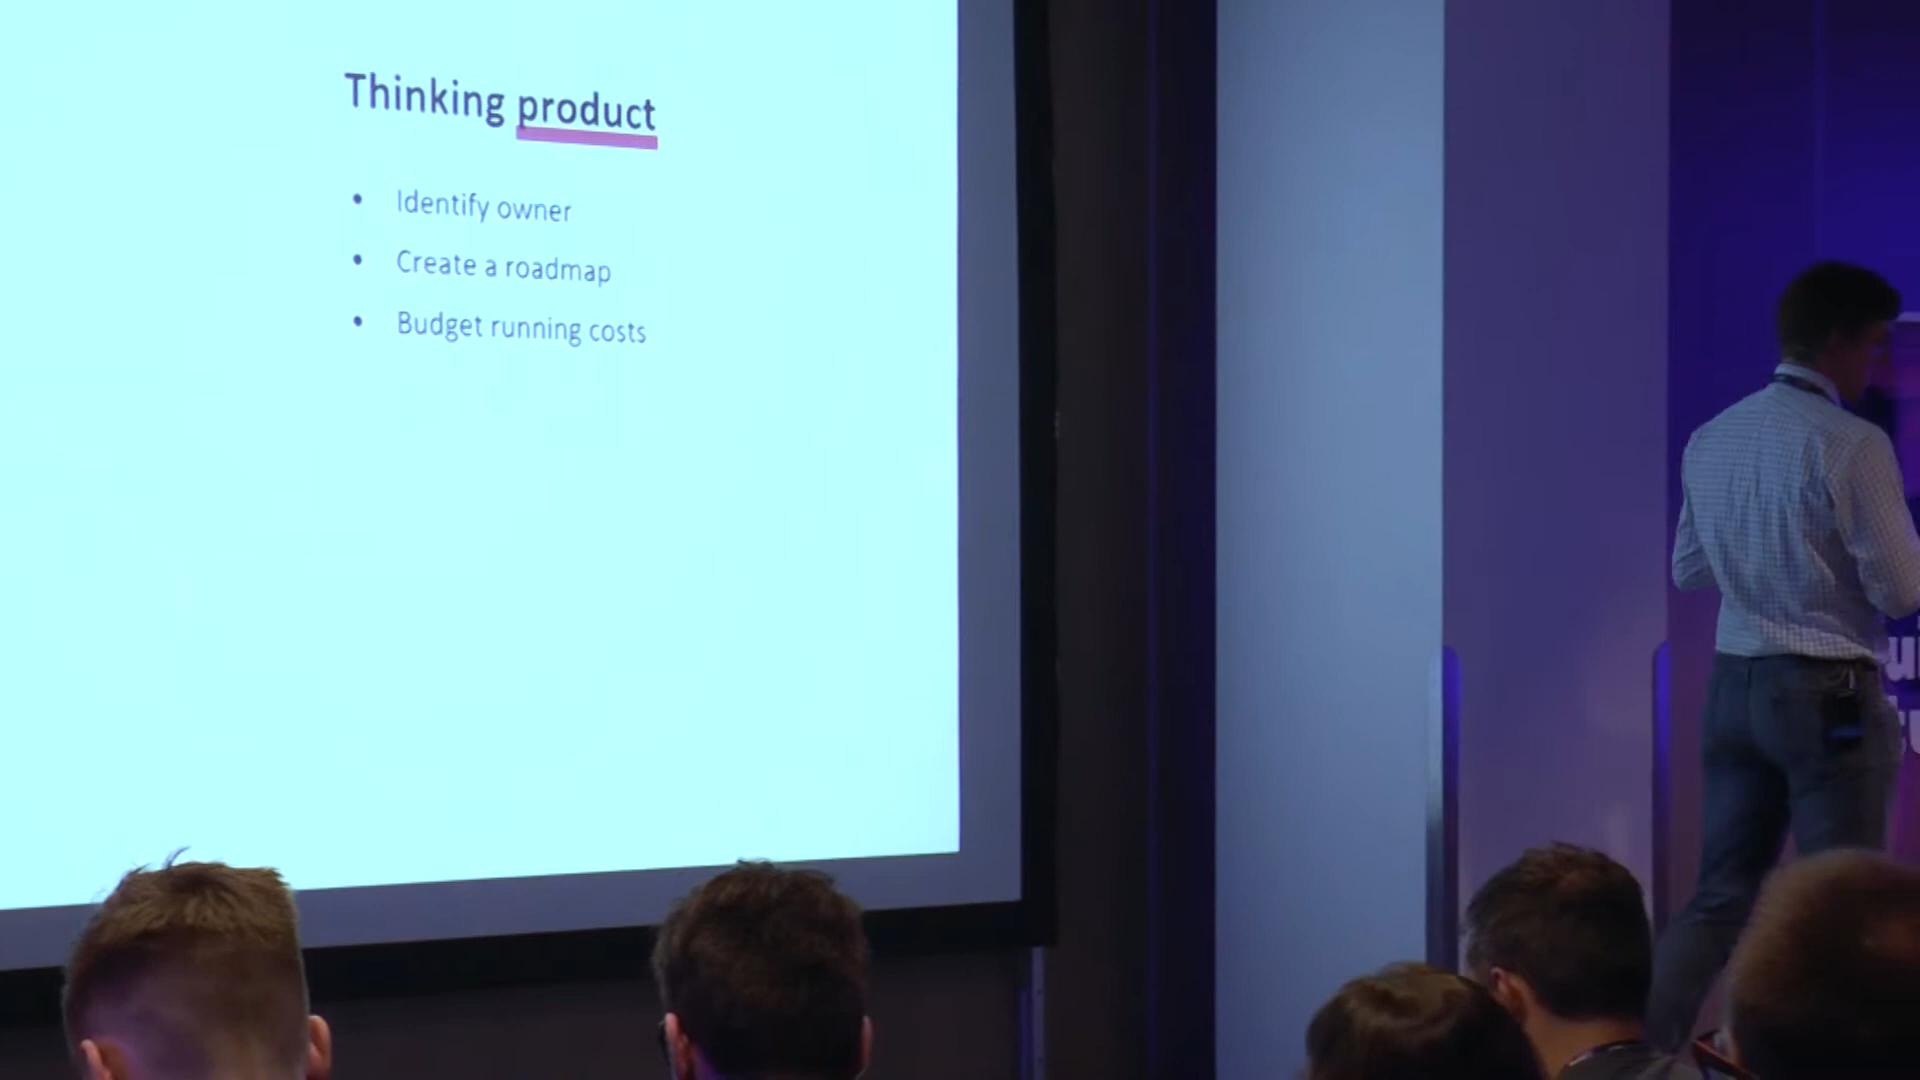 Thinking product
• Identify owner
• Create a roadmap
• Budget running costs